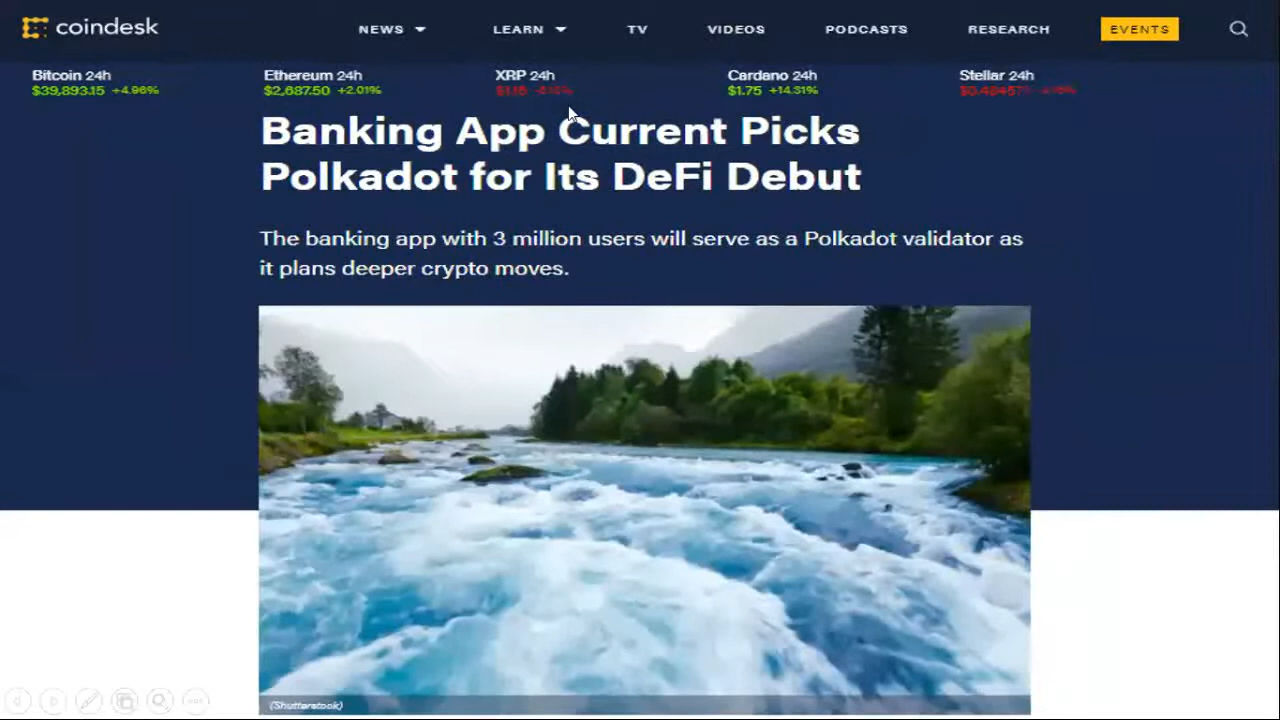 coindesk
NEWS LEARN TV VIDEOS PODCASTS RESEARCH EVENTS
Bitcoin 24h Ethereum 24h XRP 24h Cardano 24h Stellar 24h
$39,893.15 +4.96% $2,687.50 +2.01% $1.15 $1.75 +14.31%
Banking App Current Picks
Polkadot for Its DeFi Debut
The banking app with 3 million users will serve as a Polkadot validator as
it plans deeper crypto moves.
(Shutterstock)